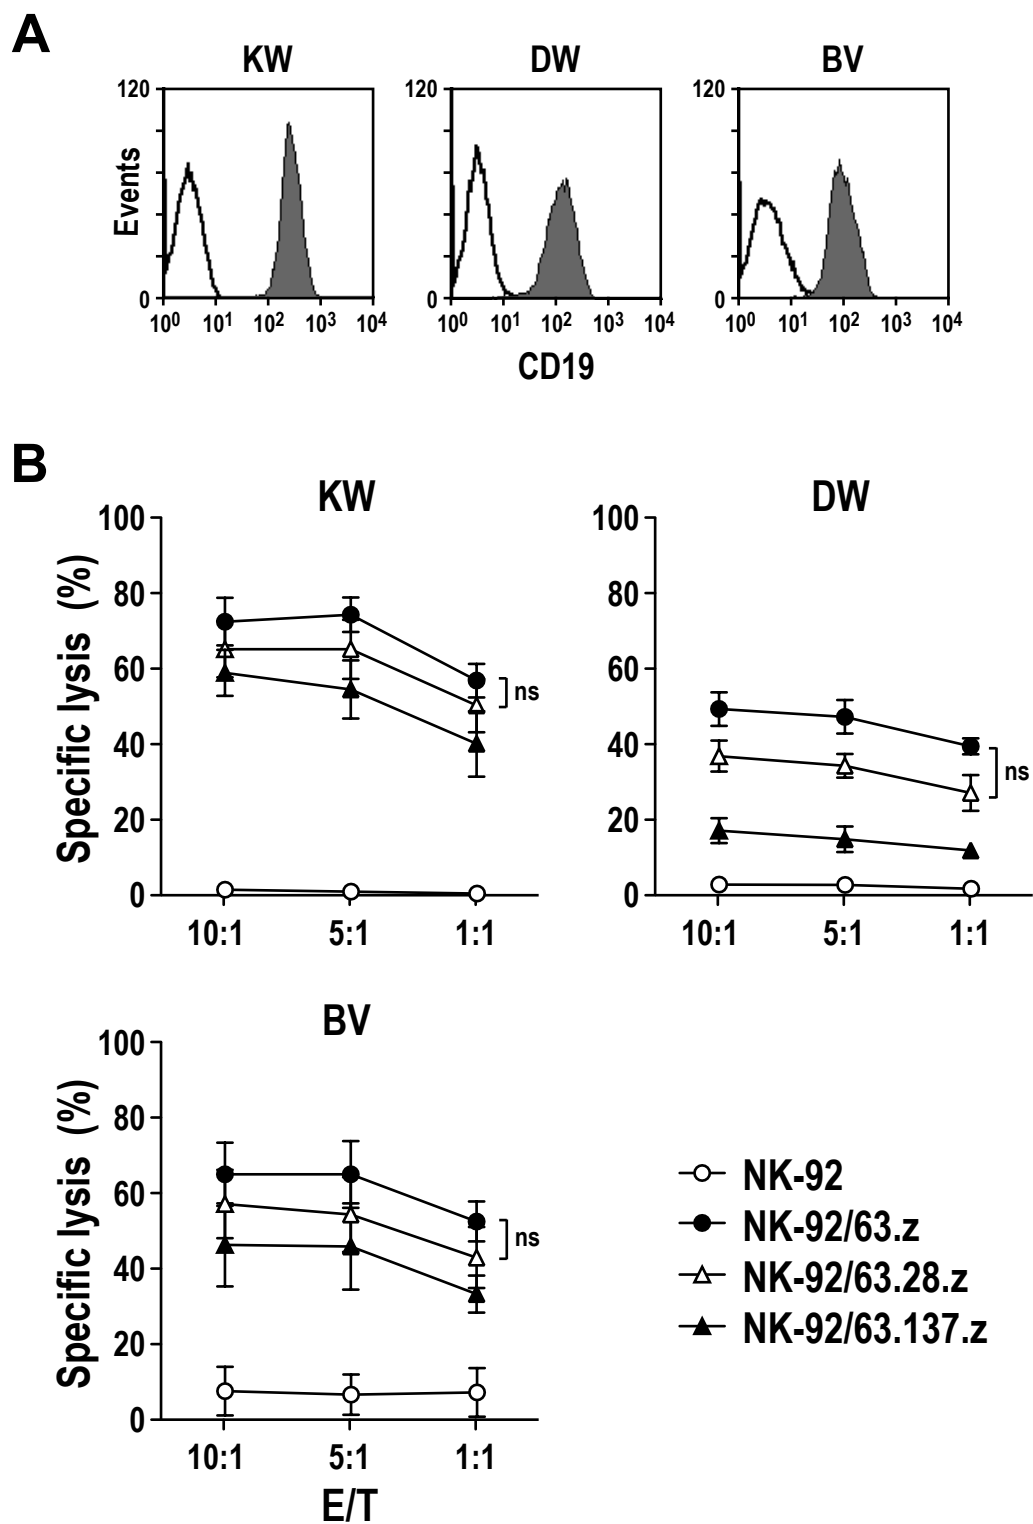 A
KW DW BV
120 120 120
Events
0 0 0
10⁰ 10¹ 10² 10³ 10⁴ 10⁰ 10¹ 10² 10³ 10⁴ 10⁰ 10¹ 10² 10³ 10⁴
CD19
B
KW
Specific lysis (%)
100
80
60
40
20
0
ns
10:1 5:1 1:1
DW
100
80
60
40
20
0
ns
10:1 5:1 1:1
BV
Specific lysis (%)
100
80
60
40
20
0
ns
10:1 5:1 1:1
E/T
NK-92
NK-92/63.z
NK-92/63.28.z
NK-92/63.137.z